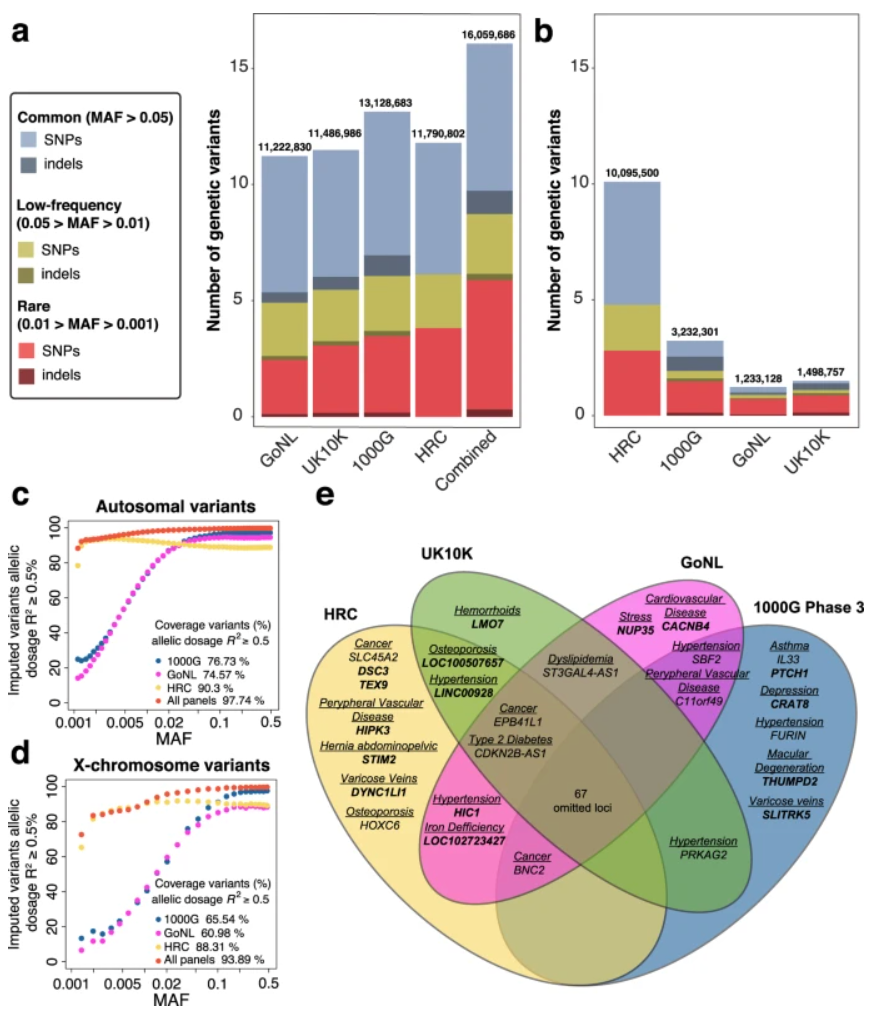 a
Common (MAF > 0.05)
SNPs
indels
Low-frequency
(0.05 > MAF > 0.01)
SNPs
indels
Rare
(0.01 > MAF > 0.001)
SNPs
indels
Number of genetic variants
15
10
5
0
11,222,830
11,486,986
13,128,683
11,790,802
16,059,686
GoNL
UK10K
1000G
HRC
Combined
b
Number of genetic variants
15
10
5
0
10,095,500
3,232,301
1,233,128
1,498,757
HRC
1000G
GoNL
UK10K
c
Autosomal variants
Imputed variants allelic
dosage R² ≥ 0.5%
100
80
60
40
20
0
Coverage variants (%)
allelic dosage R² ≥ 0.5
1000G 76.73 %
GoNL 74.57 %
HRC 90.3 %
All panels 97.74 %
0.001
0.005
0.02
0.1
0.5
MAF
d
X-chromosome variants
Imputed variants allelic
dosage R² ≥ 0.5%
100
80
60
40
20
0
Coverage variants (%)
allelic dosage R² ≥ 0.5
1000G 65.54 %
GoNL 60.98 %
HRC 88.31 %
All panels 93.89 %
0.001
0.005
0.02
0.1
0.5
MAF
e
HRC
UK10K
GoNL
1000G Phase 3
Cancer
SLC45A2
DSC3
TEX9
Perypheral Vascular
Disease
HIPK3
Hernia abdominopelvic
STIM2
Varicose Veins
DYNC1LI1
Osteoporosis
HOXC6
Hemorrhoids
LMO7
Osteoporosis
LOC100507657
Hypertension
LINC00928
Dyslipidemia
ST3GAL4-AS1
Cancer
EPB41L1
Type 2 Diabetes
CDKN2B-AS1
Stress
NUP35
Cardiovascular
Disease
CACNB4
Hypertension
SBF2
Perypheral Vascular
Disease
C11orf49
Asthma
IL33
PTCH1
Depression
CRAT8
Hypertension
FURIN
Macular
Degeneration
THUMPD2
Varicose veins
SLITRK5
67
omitted loci
Hypertension
HIC1
Iron Defficiency
LOC102723427
Cancer
BNC2
Hypertension
PRKAG2